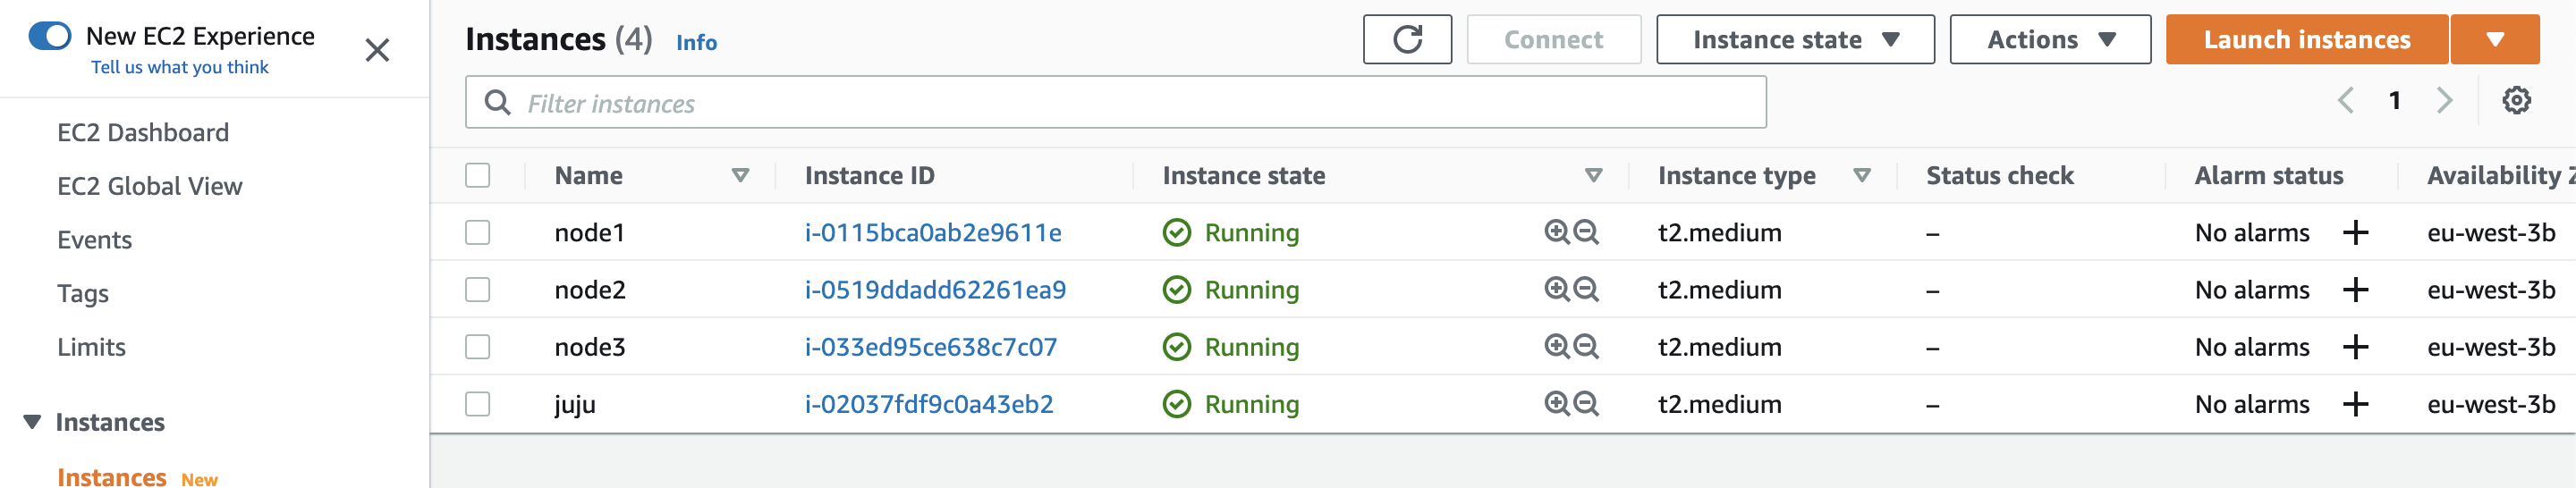 New EC2 Experience
Tell us what you think
EC2 Dashboard
EC2 Global View
Events
Tags
Limits
Instances
Instances New
Instances (4) Info
Connect
Instance state
Actions
Launch instances
Filter instances
1
Name Instance ID Instance state Instance type Status check Alarm status Availability Z
node1 i-0115bca0ab2e9611e Running t2.medium – No alarms + eu-west-3b
node2 i-0519ddadd62261ea9 Running t2.medium – No alarms + eu-west-3b
node3 i-033ed95ce638c7c07 Running t2.medium – No alarms + eu-west-3b
juju i-02037fdf9c0a43eb2 Running t2.medium – No alarms + eu-west-3b